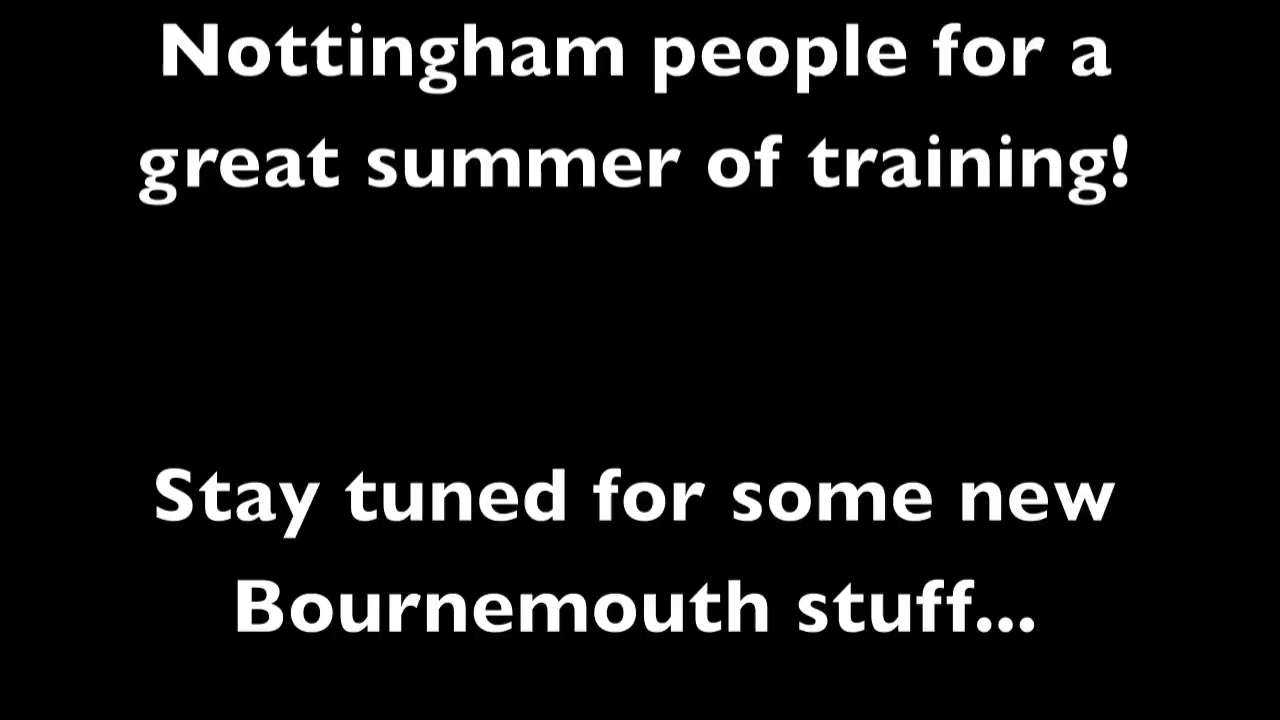 Nottingham people for a
great summer of training!
Stay tuned for some new
Bournemouth stuff...